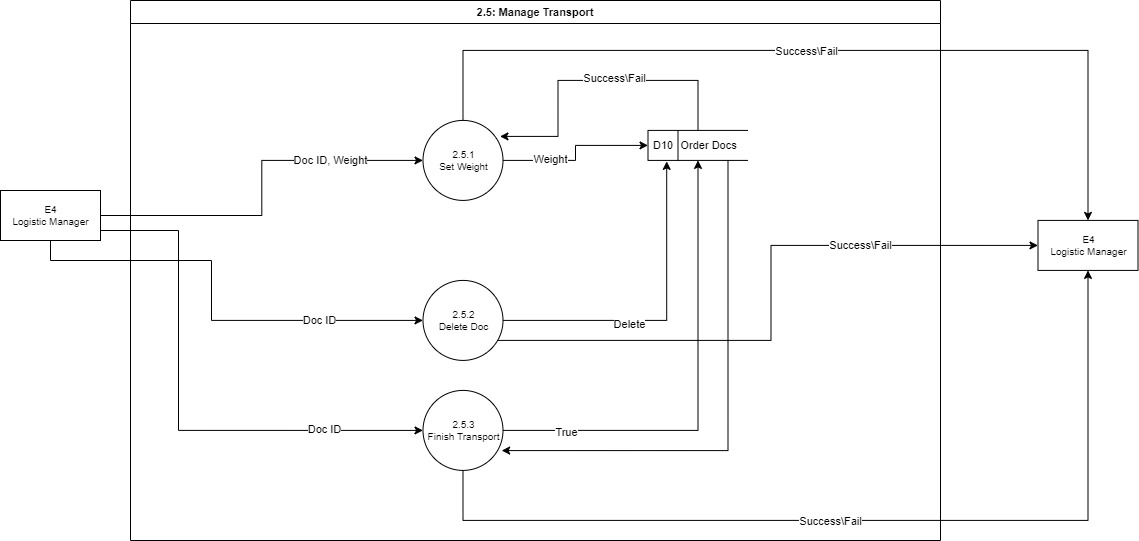 2.5: Manage Transport
Success\Fail
Success\Fail
2.5.1
Set Weight
Doc ID, Weight
Weight
D10
Order Docs
E4
Logistic Manager
E4
Logistic Manager
Success\Fail
2.5.2
Delete Doc
Doc ID
Delete
2.5.3
Finish Transport
Doc ID
True
Success\Fail